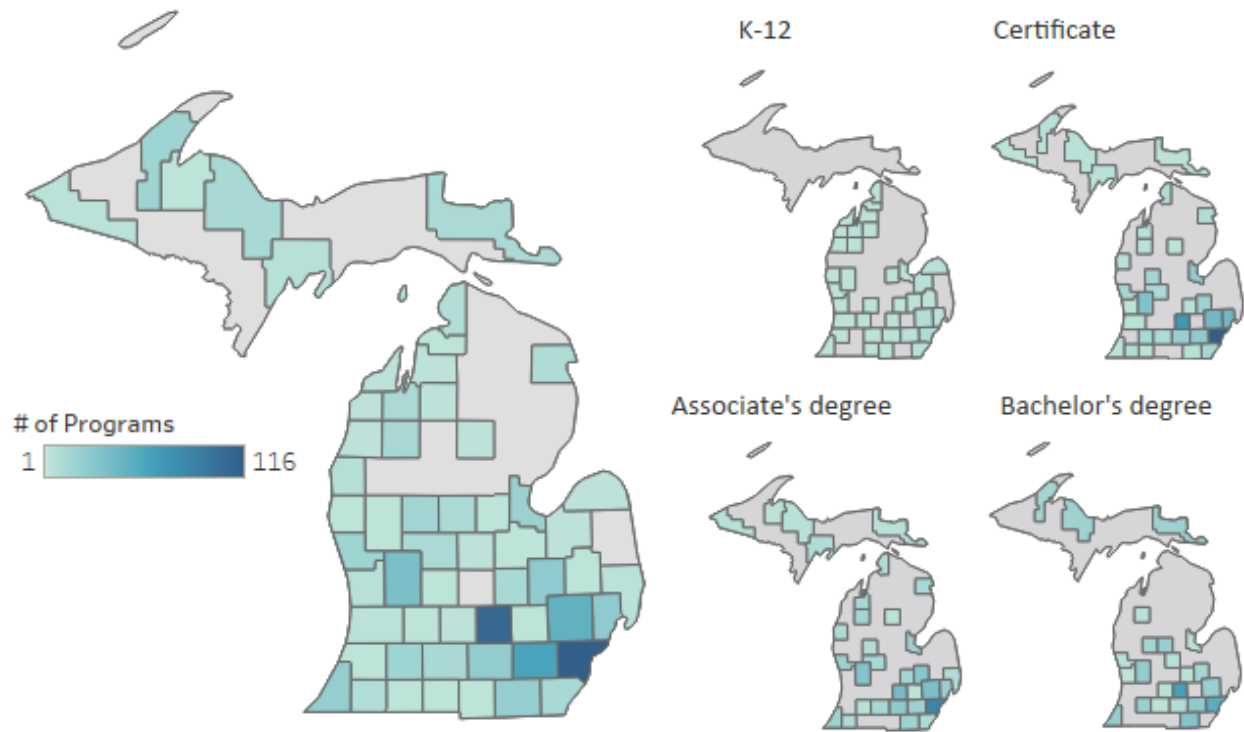 K-12
Certificate
# of Programs
1
116
Associate's degree
Bachelor's degree